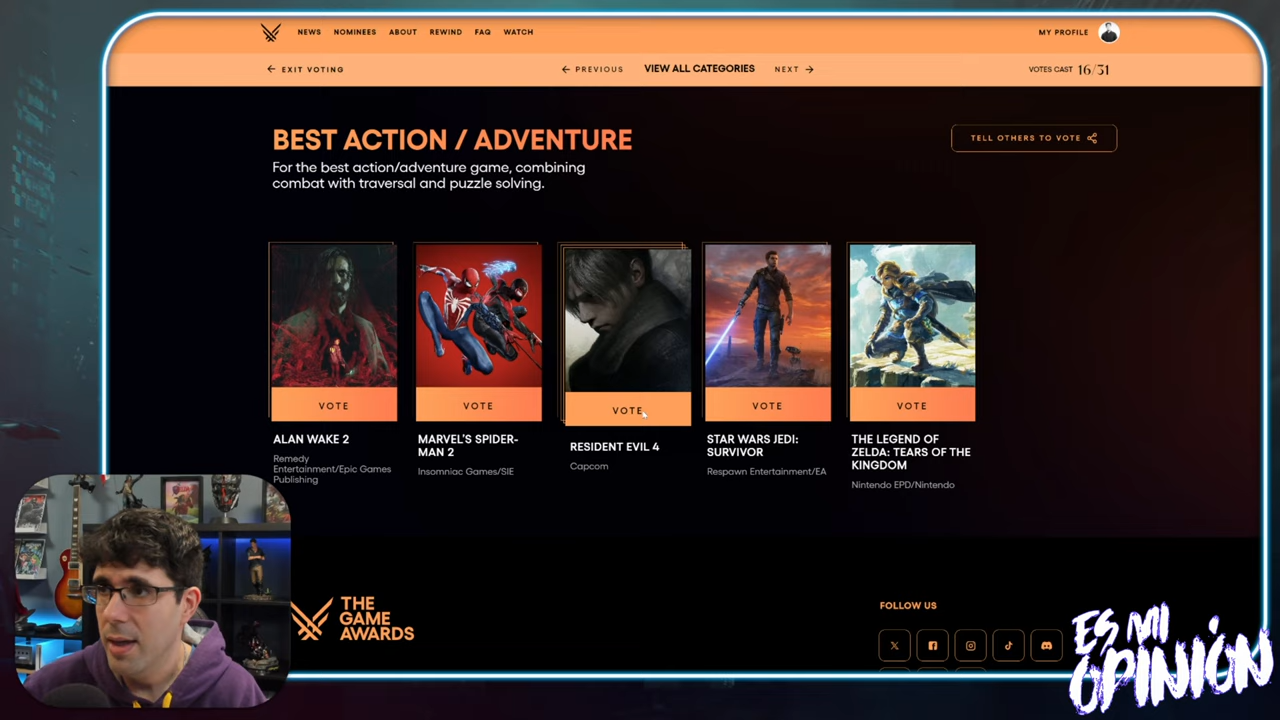 NEWS NOMINEES ABOUT REWIND FAQ WATCH MY PROFILE
EXIT VOTING PREVIOUS VIEW ALL CATEGORIES NEXT VOTES CAST 16/31
BEST ACTION / ADVENTURE
TELL OTHERS TO VOTE
For the best action/adventure game, combining
combat with traversal and puzzle solving.
VOTE
ALAN WAKE 2
Remedy
Entertainment/Epic Games
Publishing
VOTE
MARVEL'S SPIDER-
MAN 2
Insomniac Games/SIE
VOTE
RESIDENT EVIL 4
Capcom
VOTE
STAR WARS JEDI:
SURVIVOR
Respawn Entertainment/EA
VOTE
THE LEGEND OF
ZELDA: TEARS OF THE
KINGDOM
Nintendo EPD/Nintendo
THE
GAME
AWARDS
FOLLOW US
ES MI
OPINIÓN